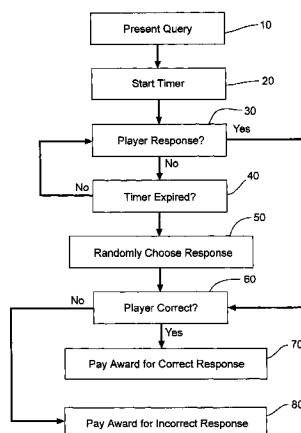 Present Query
10
Start Timer
20
Player Response?
30
Yes
No
No
Timer Expired?
40
Randomly Choose Response
50
Player Correct?
60
No
Yes
Pay Award for Correct Response
70
Pay Award for Incorrect Response
80